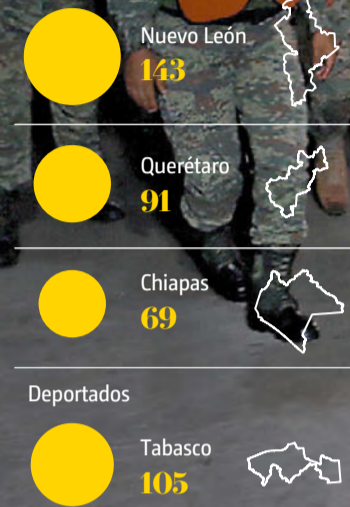 Nuevo León
143
Querétaro
91
Chiapas
69
Deportados
Tabasco
105